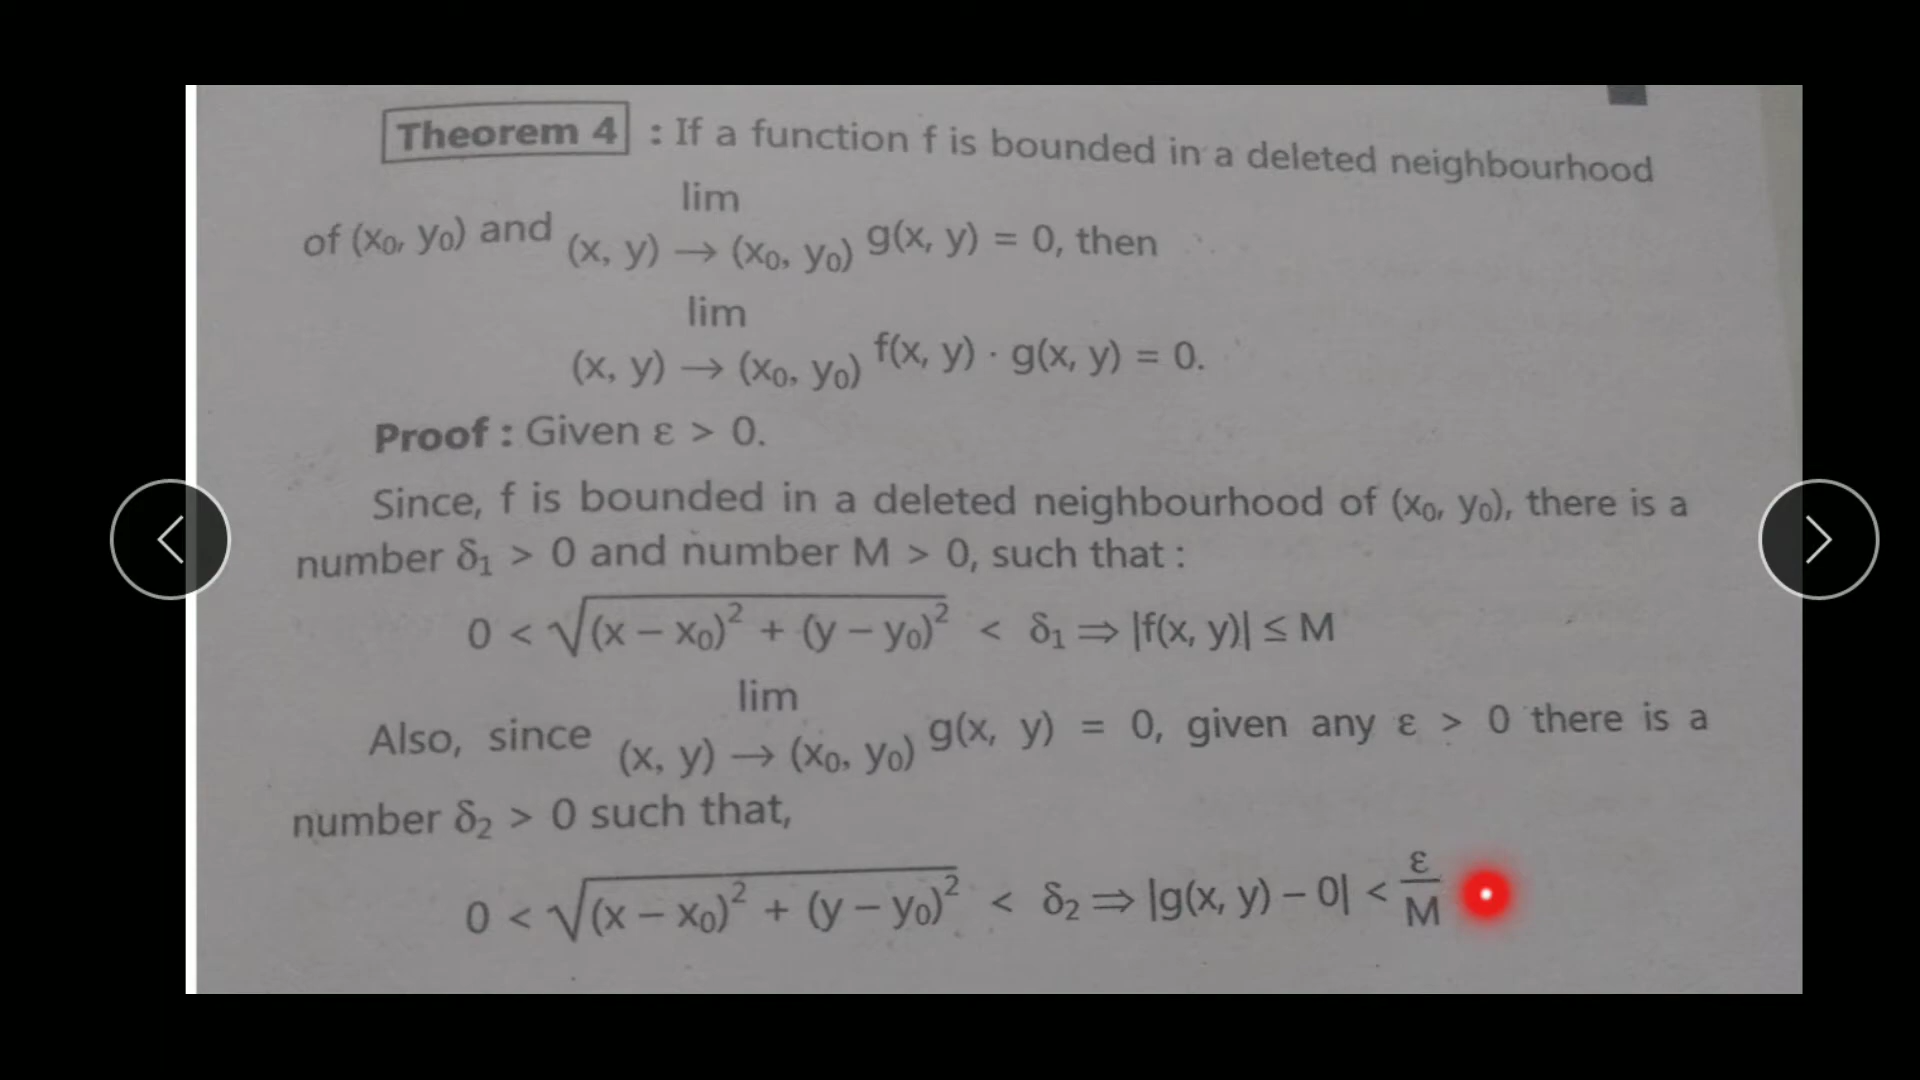 Theorem 4 : If a function f is bounded in a deleted neighbourhood
lim
of (x₀, y₀) and (x, y) → (x₀, y₀) g(x, y) = 0, then
lim
(x, y) → (x₀, y₀) f(x, y) · g(x, y) = 0.
Proof : Given ε > 0.
Since, f is bounded in a deleted neighbourhood of (x₀, y₀), there is a
number δ₁ > 0 and number M > 0, such that :
0 < √(x – x₀)² + (y – y₀)² < δ₁ ⇒ |f(x, y)| ≤ M
lim
Also, since (x, y) → (x₀, y₀) g(x, y) = 0, given any ε > 0 there is a
number δ₂ > 0 such that,
0 < √(x – x₀)² + (y – y₀)² < δ₂ ⇒ |g(x, y) – 0| < ε/M